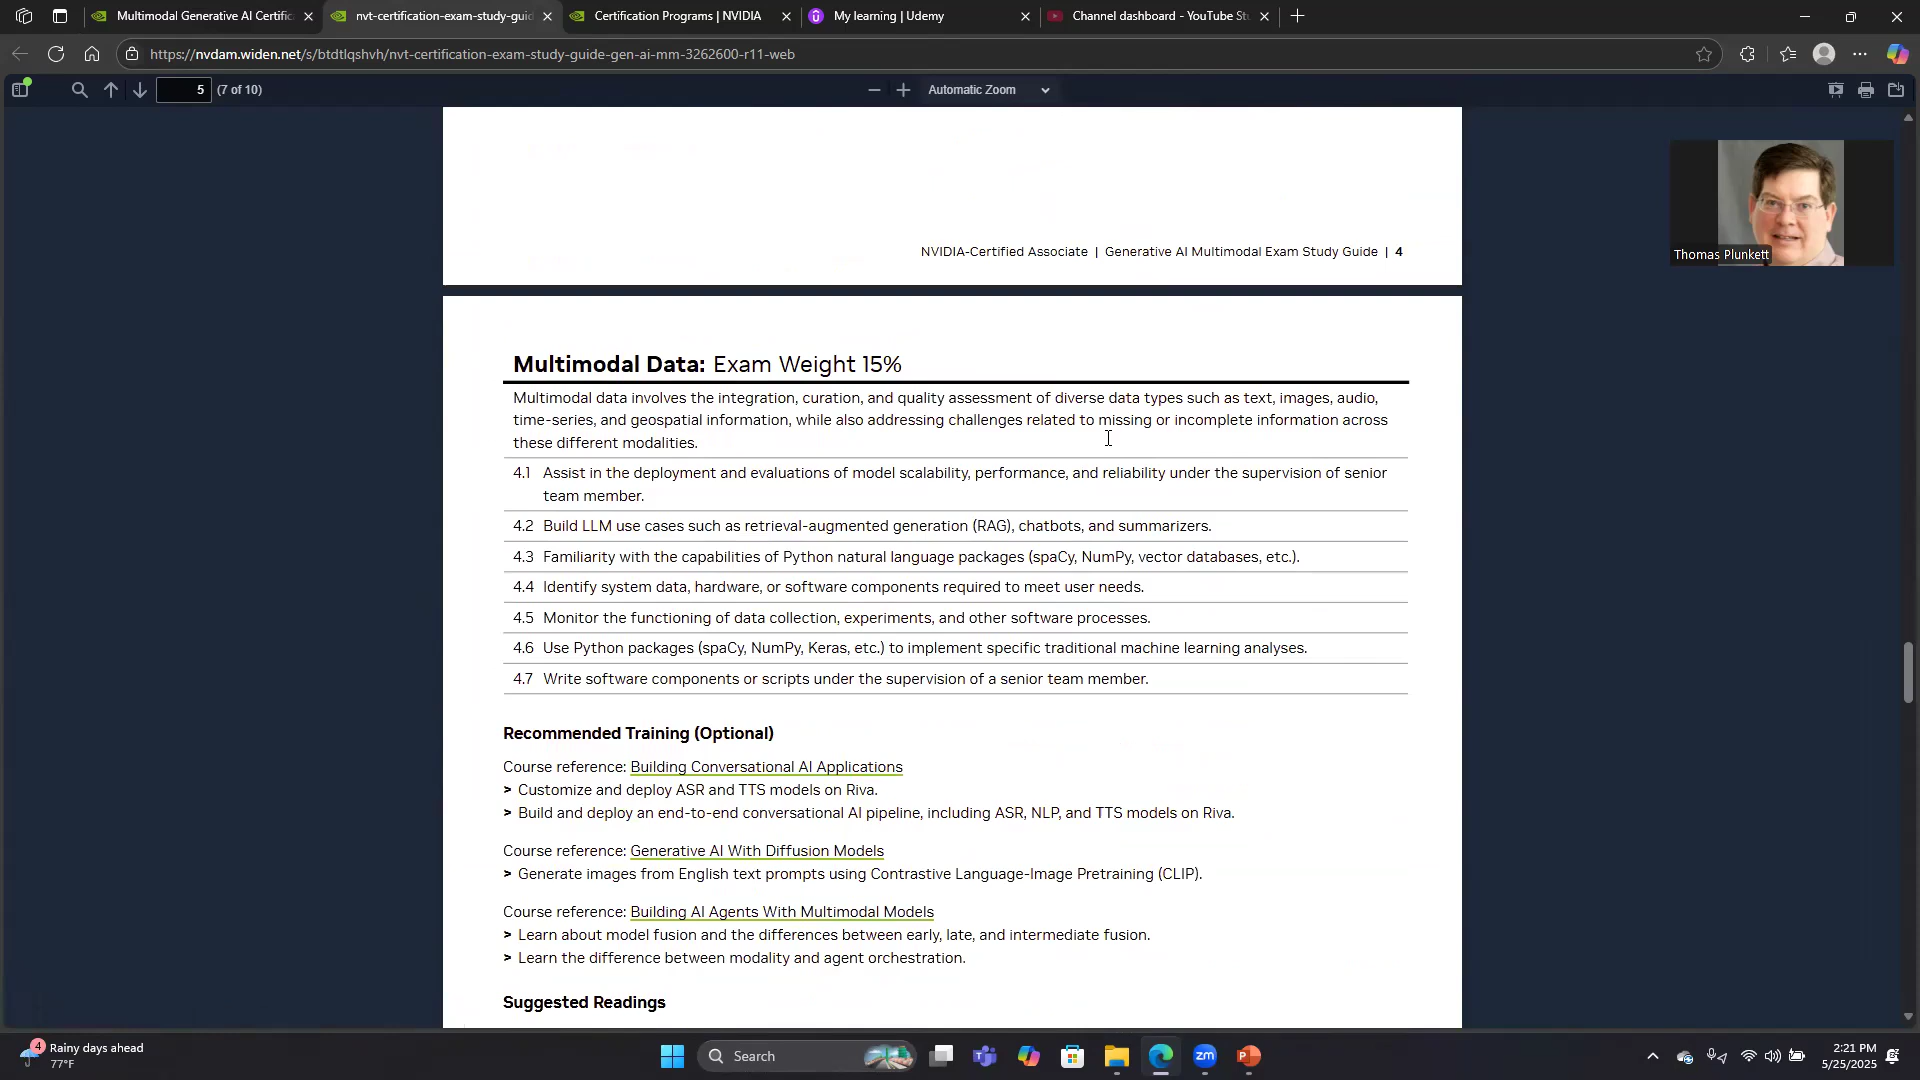 Multimodal Generative AI Certific
nvt-certification-exam-study-guid
Certification Programs | NVIDIA
My learning | Udemy
Channel dashboard - YouTube St
https://nvdam.widen.net/s/btdtlqshvh/nvt-certification-exam-study-guide-gen-ai-mm-3262600-r11-web
5 (7 of 10)
Automatic Zoom
Thomas Plunkett
NVIDIA-Certified Associate | Generative AI Multimodal Exam Study Guide | 4
Multimodal Data: Exam Weight 15%
Multimodal data involves the integration, curation, and quality assessment of diverse data types such as text, images, audio,
time-series, and geospatial information, while also addressing challenges related to missing or incomplete information across
these different modalities.
4.1 Assist in the deployment and evaluations of model scalability, performance, and reliability under the supervision of senior
team member.
4.2 Build LLM use cases such as retrieval-augmented generation (RAG), chatbots, and summarizers.
4.3 Familiarity with the capabilities of Python natural language packages (spaCy, NumPy, vector databases, etc.).
4.4 Identify system data, hardware, or software components required to meet user needs.
4.5 Monitor the functioning of data collection, experiments, and other software processes.
4.6 Use Python packages (spaCy, NumPy, Keras, etc.) to implement specific traditional machine learning analyses.
4.7 Write software components or scripts under the supervision of a senior team member.
Recommended Training (Optional)
Course reference: Building Conversational AI Applications
> Customize and deploy ASR and TTS models on Riva.
> Build and deploy an end-to-end conversational AI pipeline, including ASR, NLP, and TTS models on Riva.
Course reference: Generative AI With Diffusion Models
> Generate images from English text prompts using Contrastive Language-Image Pretraining (CLIP).
Course reference: Building AI Agents With Multimodal Models
> Learn about model fusion and the differences between early, late, and intermediate fusion.
> Learn the difference between modality and agent orchestration.
Suggested Readings
4
Rainy days ahead
77°F
Search
zm
2:21 PM
5/25/2025